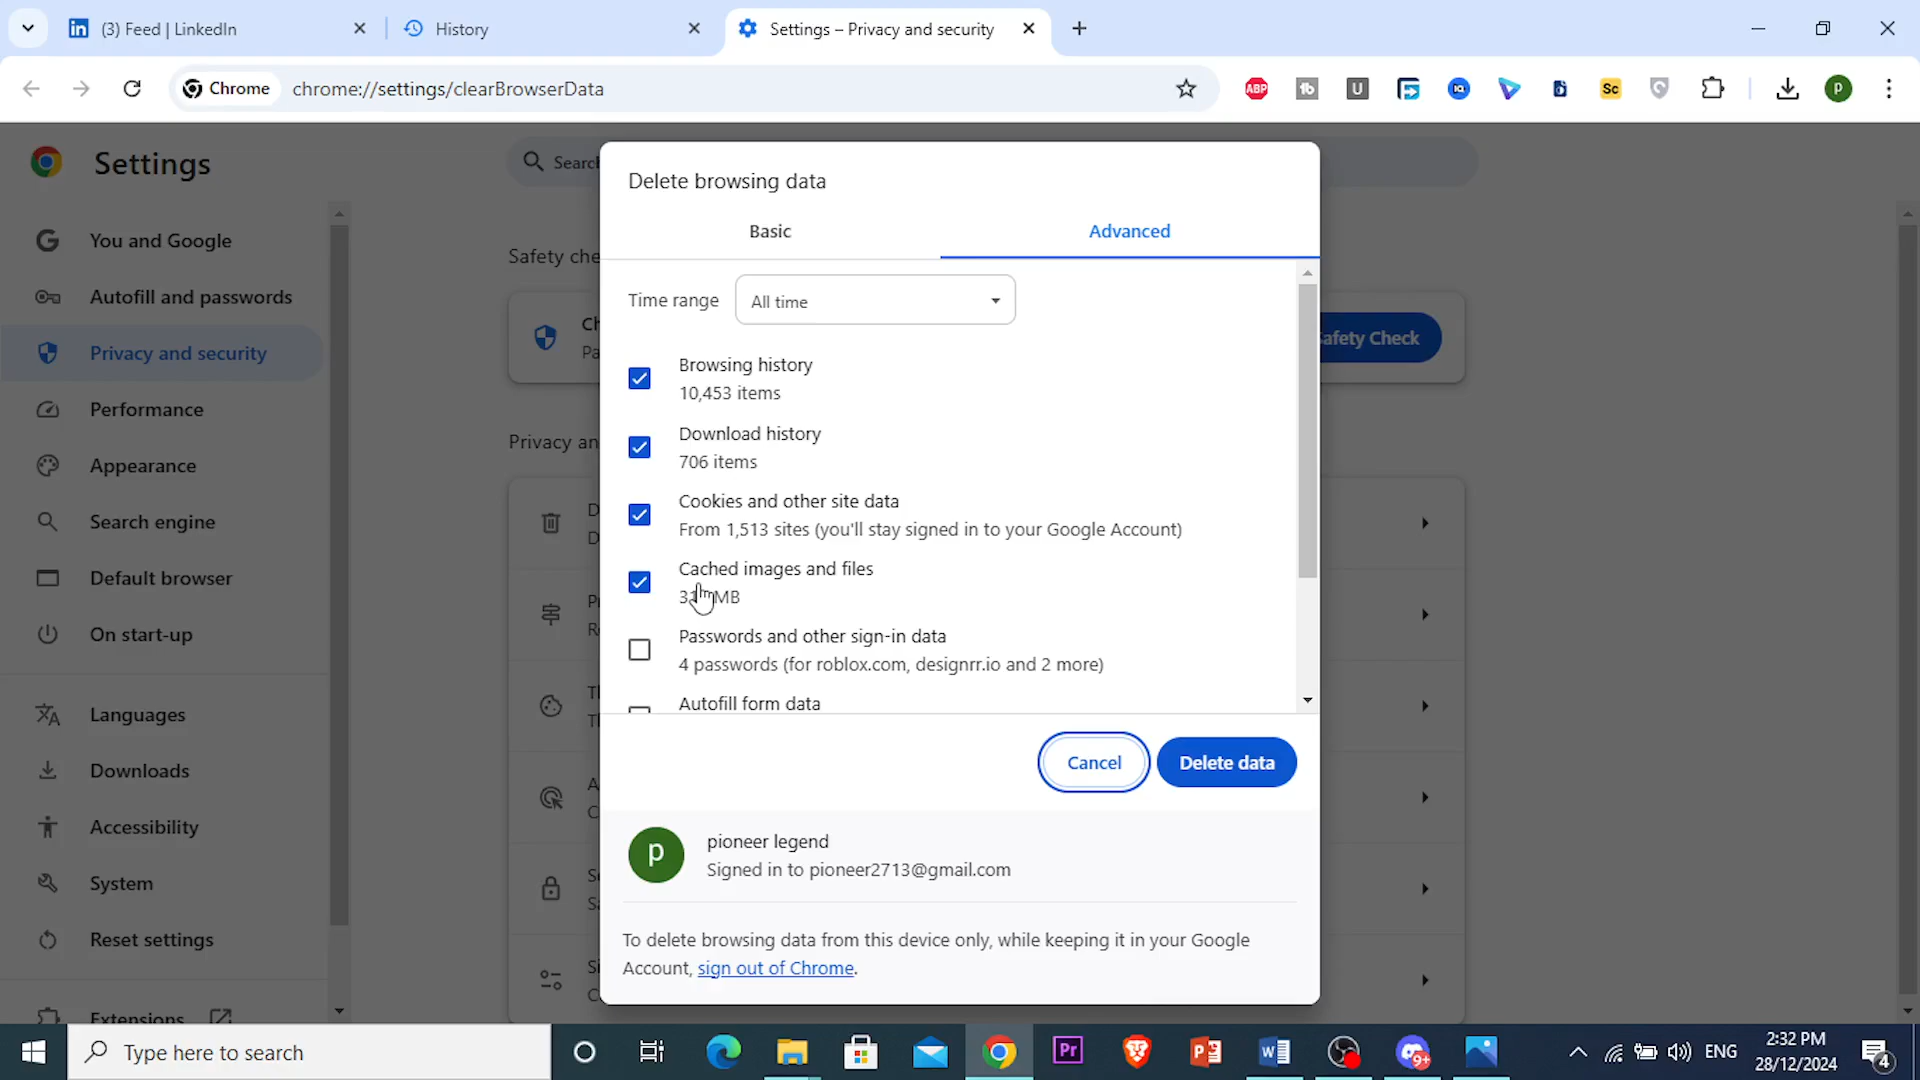 (3) Feed | LinkedIn
History
Settings – Privacy and security
Chrome
chrome://settings/clearBrowserData
ABP
U
Sc
P
Settings
You and Google
Autofill and passwords
Privacy and security
Performance
Appearance
Search engine
Default browser
On start-up
Languages
Downloads
Accessibility
System
Reset settings
Extensions
Safety che
Privacy an
Safety Check
Delete browsing data
Basic
Advanced
Time range
All time
Browsing history
10,453 items
Download history
706 items
Cookies and other site data
From 1,513 sites (you'll stay signed in to your Google Account)
Cached images and files
MB
Passwords and other sign-in data
4 passwords (for roblox.com, designrr.io and 2 more)
Autofill form data
Cancel
Delete data
p
pioneer legend
Signed in to pioneer2713@gmail.com
To delete browsing data from this device only, while keeping it in your Google
Account, sign out of Chrome.
Type here to search
Pr
9+
ENG
2:32 PM
28/12/2024
4